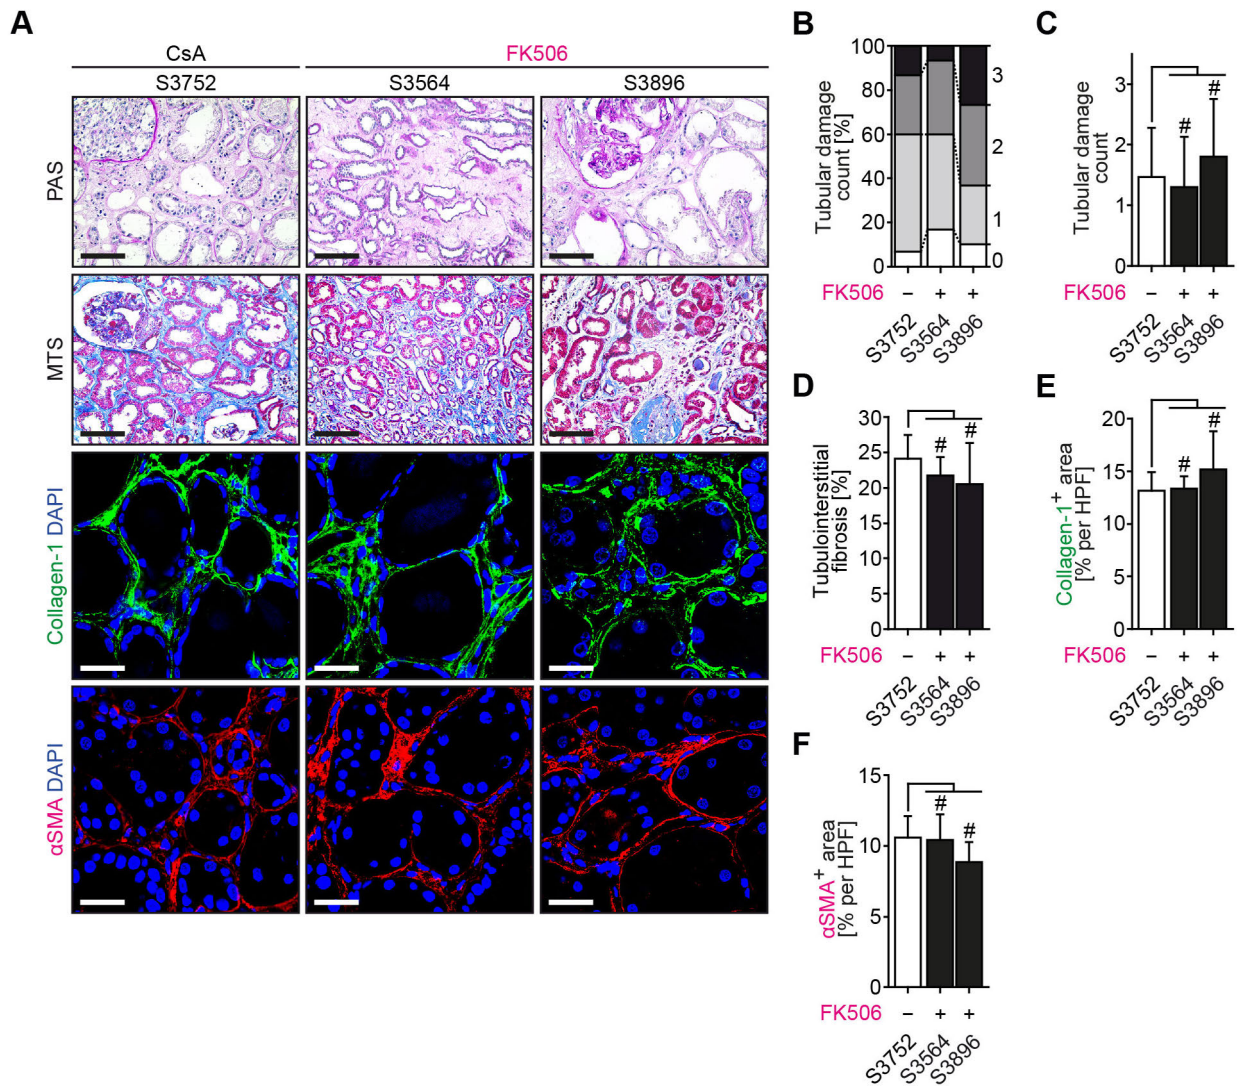 A
CsA
FK506
S3752
S3564
S3896
PAS
MTS
Collagen-1 DAPI
αSMA DAPI
B
Tubular damage
count [%]
100
80
60
40
20
0
3
2
1
0
FK506 – + +
S3752
S3564
S3896
C
Tubular damage
count
3
2
1
0
#
#
FK506 – + +
S3752
S3564
S3896
D
Tubulointerstitial
fibrosis [%]
30
25
20
15
10
5
0
# #
FK506 – + +
S3752
S3564
S3896
E
Collagen-1+ area
[% per HPF]
20
15
10
5
0
#
#
FK506 – + +
S3752
S3564
S3896
F
αSMA+ area
[% per HPF]
15
10
5
0
#
#
FK506 – + +
S3752
S3564
S3896